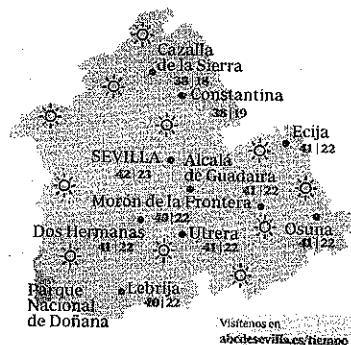 Cazalla
de la Sierra
38 | 18
Constantina
38 | 19
Ecija
41 | 22
SEVILLA
42 | 23
Alcalá
de Guadaira
41 | 22
Morón de la Frontera
40 | 22
Dos Hermanas
41 | 22
Utrera
41 | 22
Osuna
41 | 22
Parque
Nacional
de Doñana
Lebrija
40 | 22
Visítenos en
abcdesevilla.es/tiempo